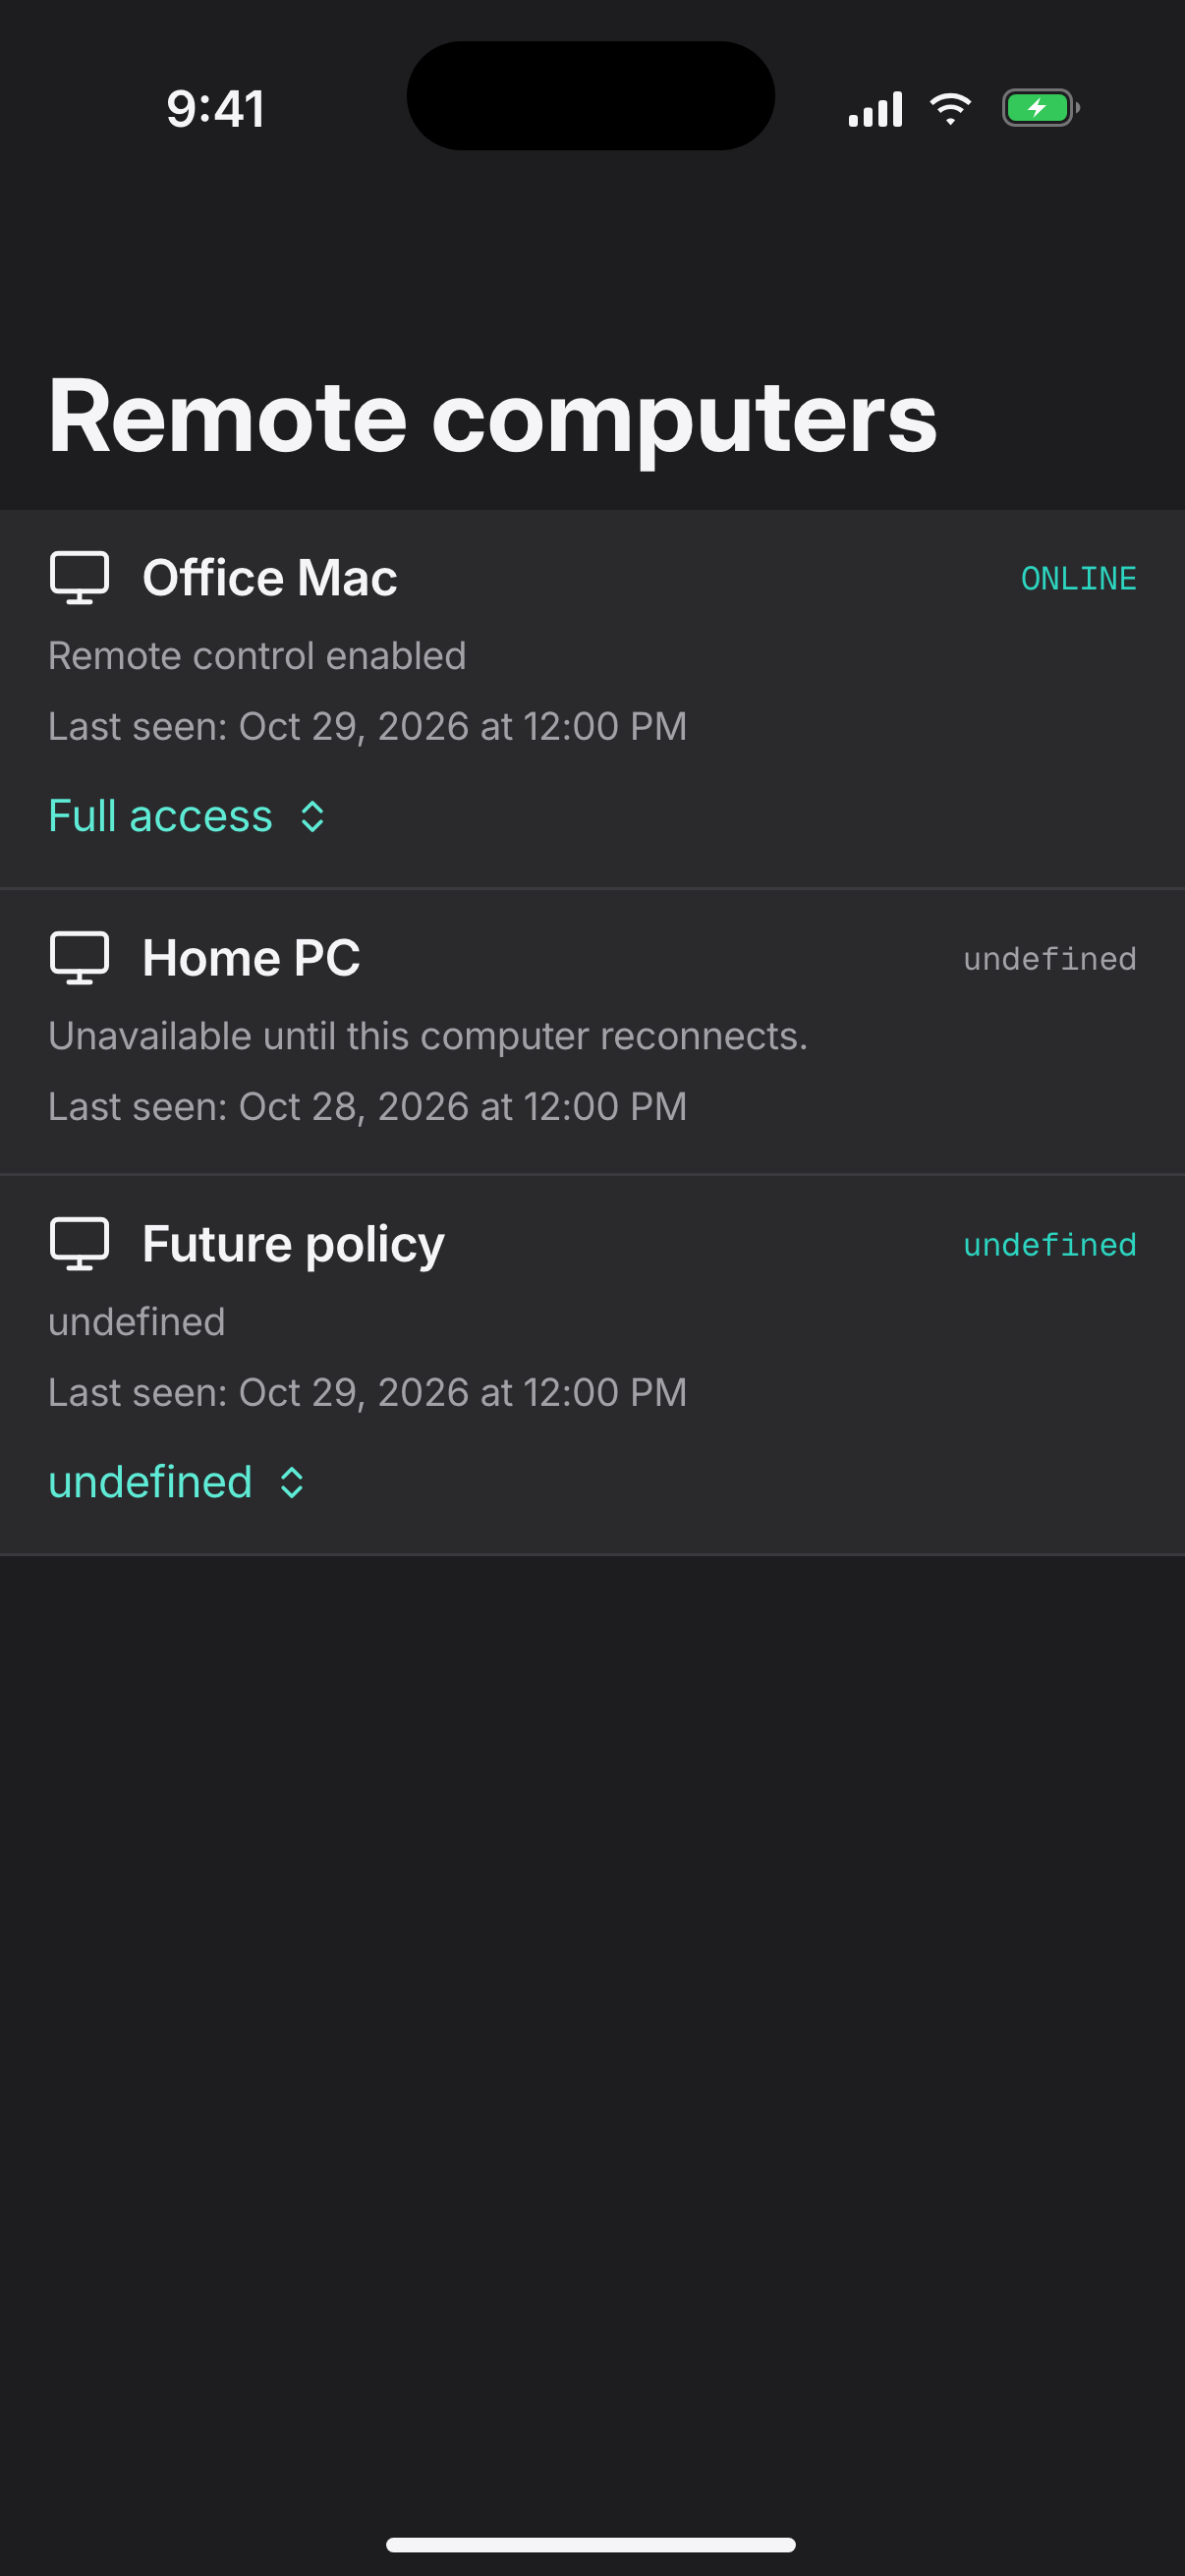 9:41
Remote computers
Office Mac
ONLINE
Remote control enabled
Last seen: Oct 29, 2026 at 12:00 PM
Full access
Home PC
undefined
Unavailable until this computer reconnects.
Last seen: Oct 28, 2026 at 12:00 PM
Future policy
undefined
undefined
Last seen: Oct 29, 2026 at 12:00 PM
undefined